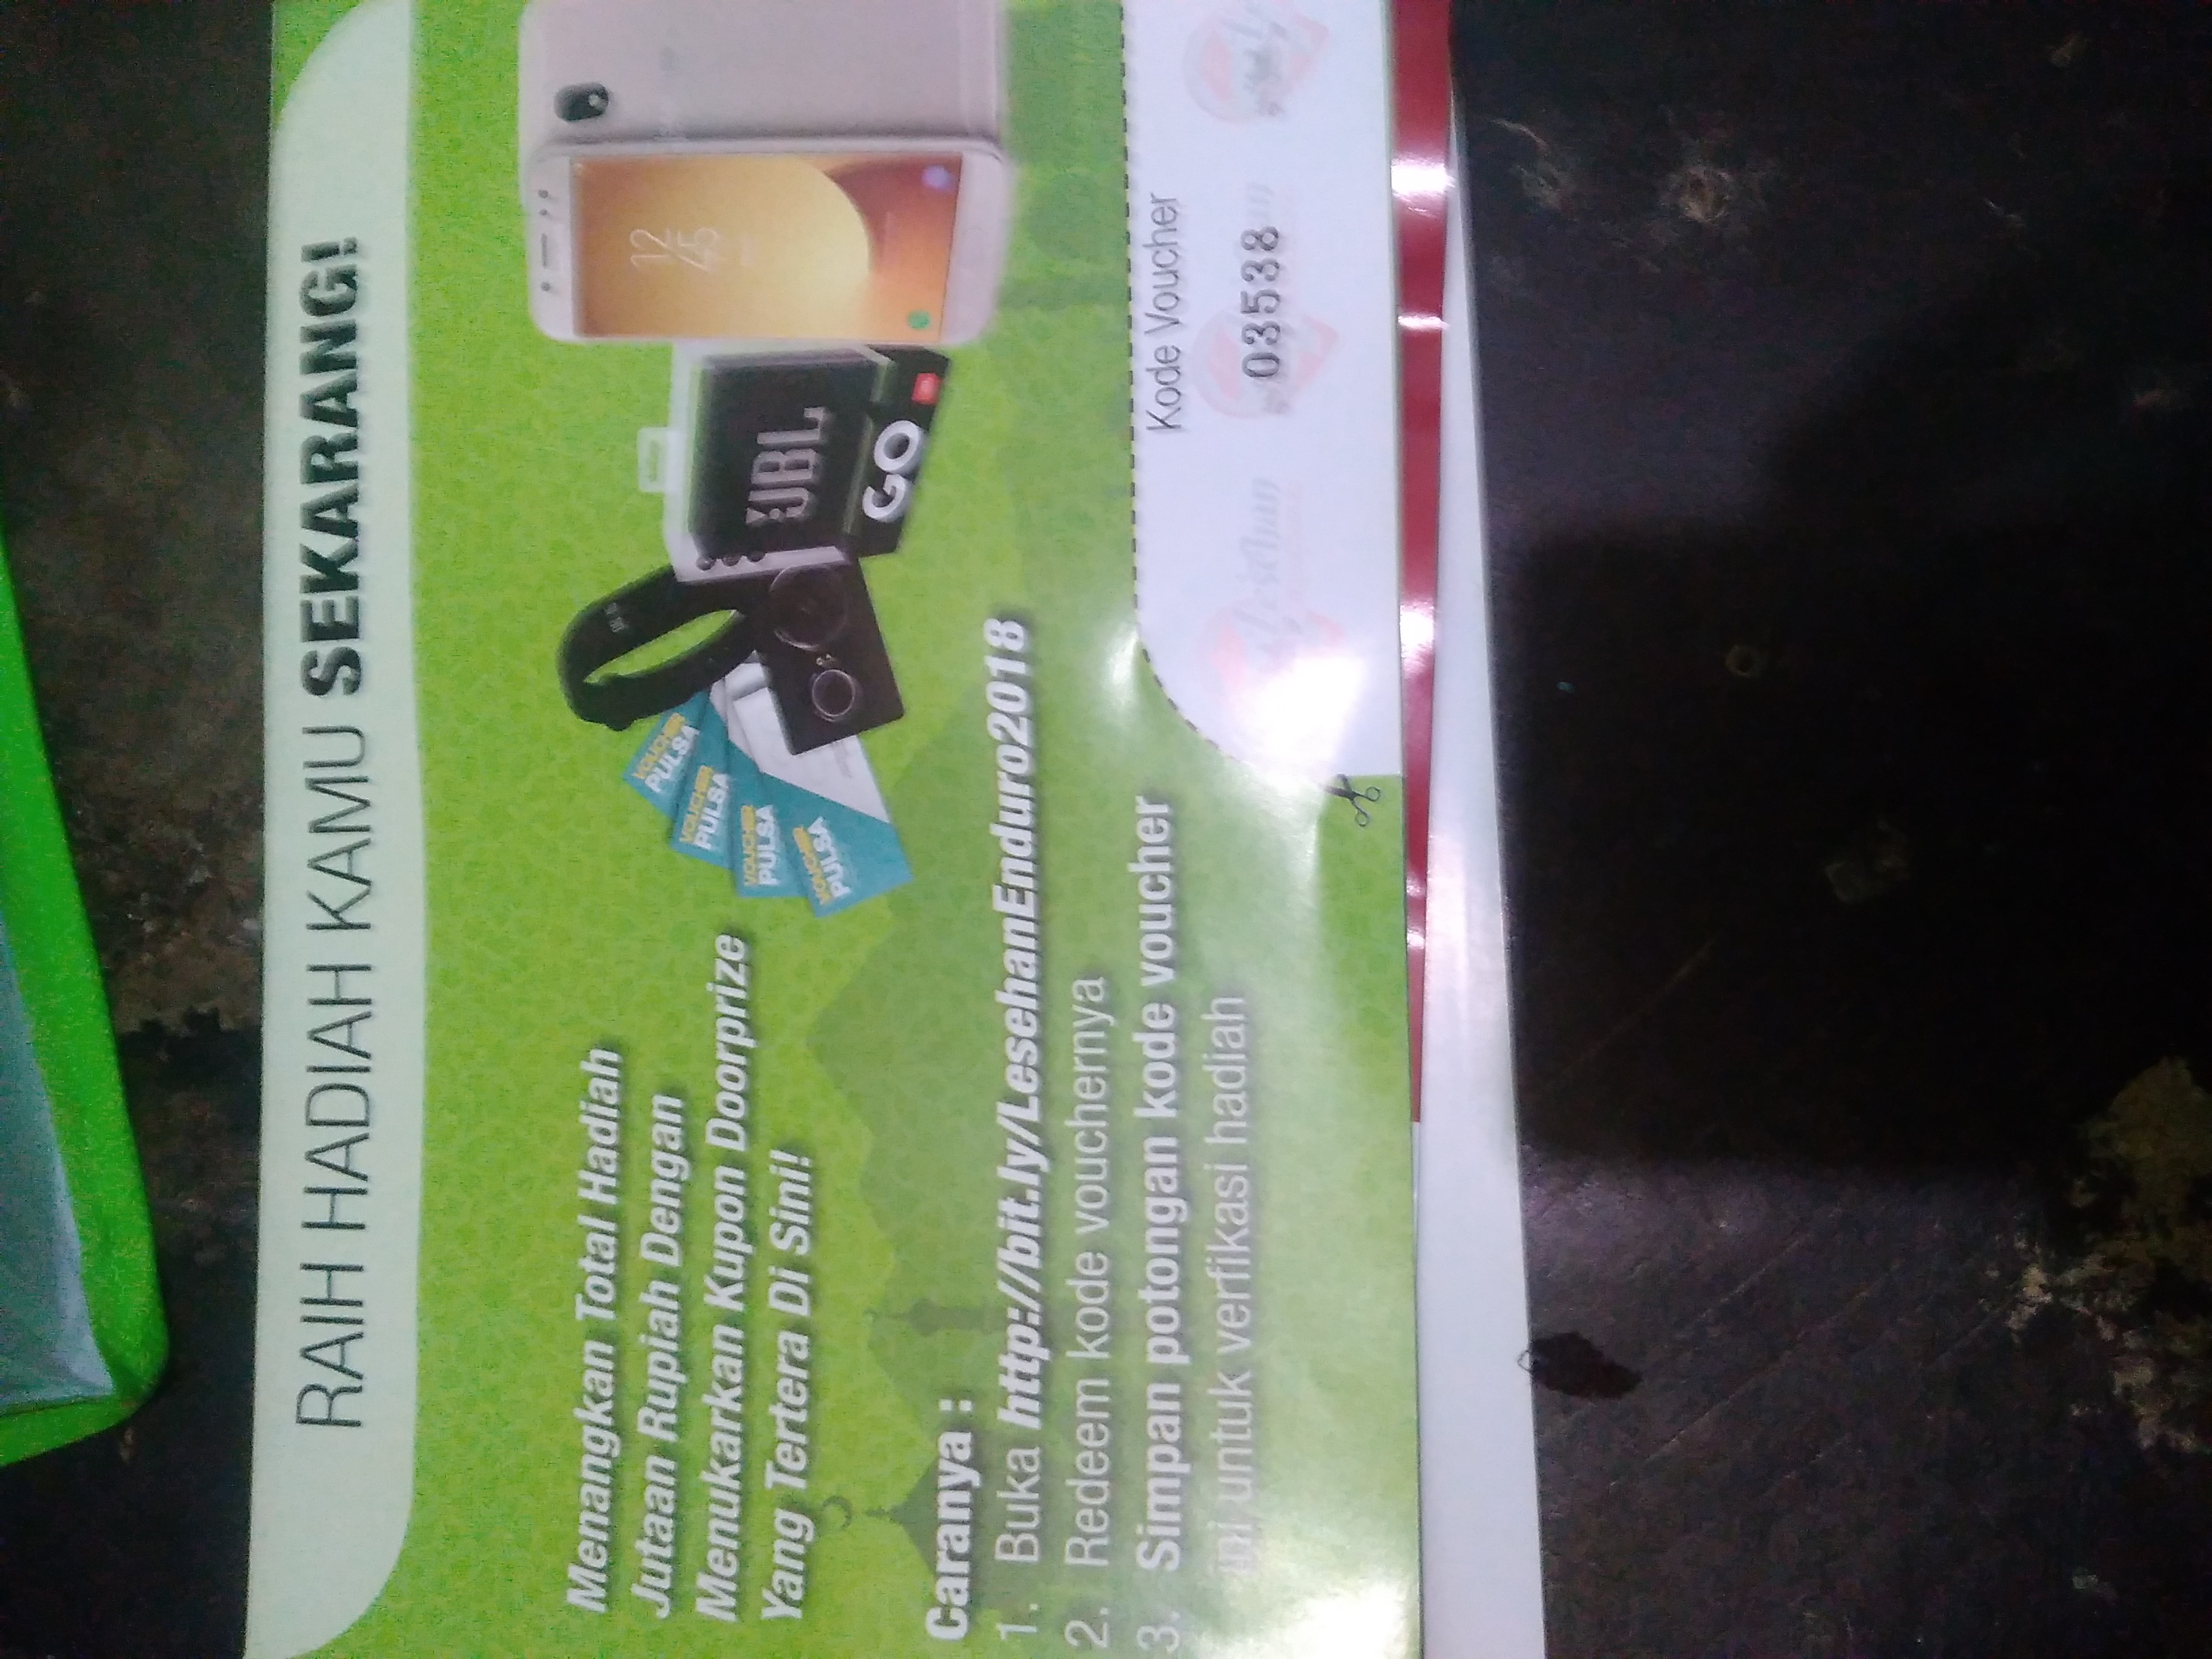 RAIH HADIAH KAMU SEKARANG!
Menangkan Total Hadiah
Jutaan Rupiah Dengan
Menukarkan Kupon Doorprize
Yang Tertera Di Sini!
VOUCHER
PULSA
VOUCHER
PULSA
VOUCHER
PULSA
VOUCHER
PULSA
JBL
GO
12
45
Caranya :
1. Buka http://bit.ly/LesehanEnduro2018
2. Redeem kode vouchernya
3. Simpan potongan kode voucher
ini untuk verfikasi hadiah
Kode Voucher
Lesehan
03538